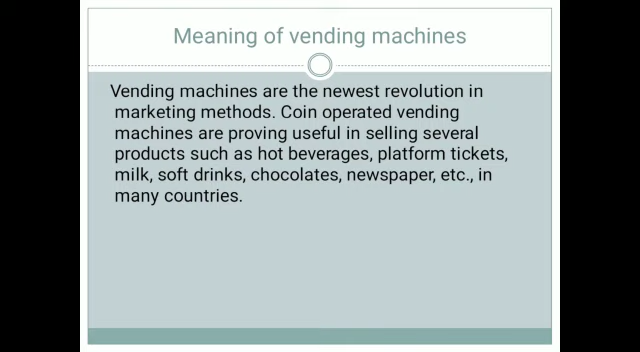 Meaning of vending machines
Vending machines are the newest revolution in
marketing methods. Coin operated vending
machines are proving useful in selling several
products such as hot beverages, platform tickets,
milk, soft drinks, chocolates, newspaper, etc., in
many countries.